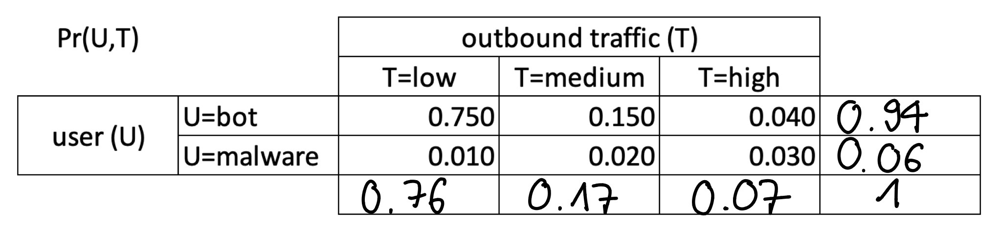 Pr(U,T)
outbound traffic (T)
T=low T=medium T=high
user (U)
U=bot 0.750 0.150 0.040 0.94
U=malware 0.010 0.020 0.030 0.06
0.76 0.17 0.07 1